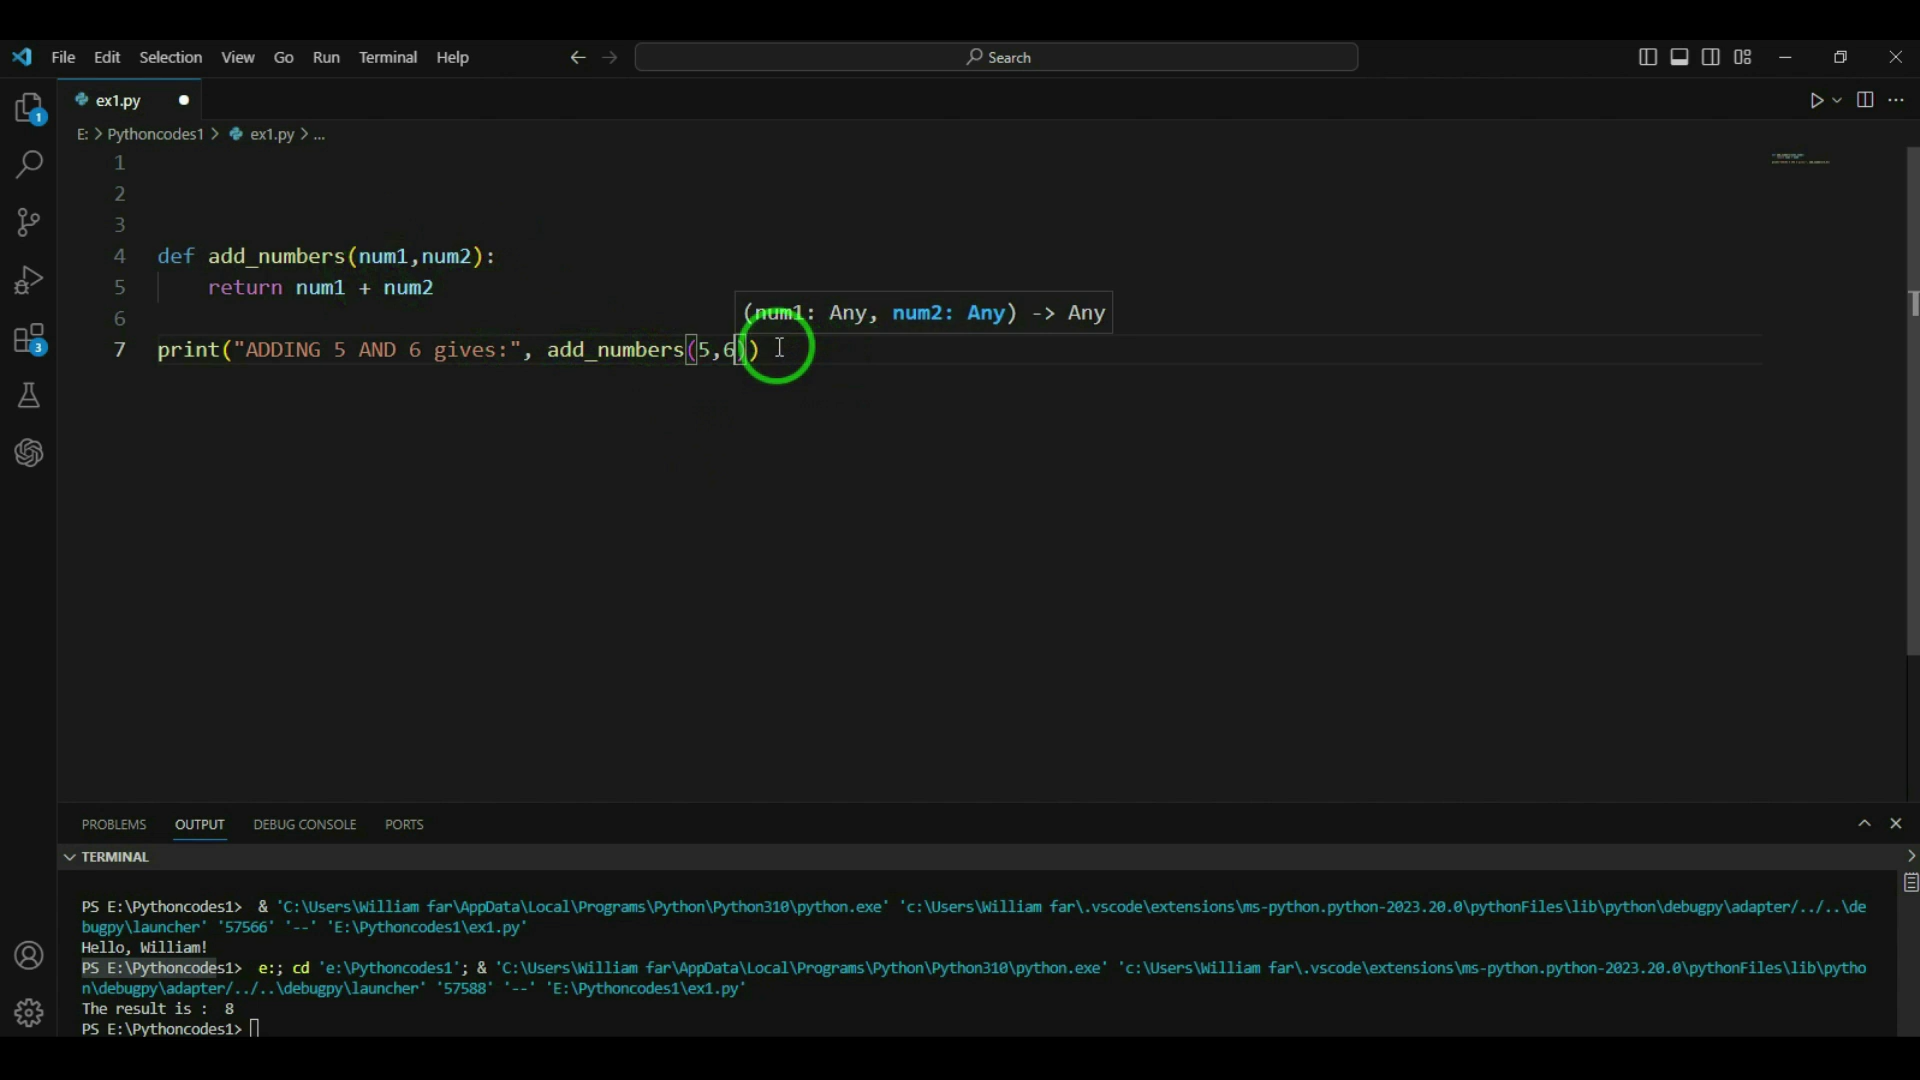 File Edit Selection View Go Run Terminal Help
Search
ex1.py
E: > Pythoncodes1 > ex1.py > ...
1
1
2
3
4 def add_numbers(num1,num2):
5 return num1 + num2
(num1: Any, num2: Any) -> Any
6
7 print("ADDING 5 AND 6 gives:", add_numbers(5,6))
3
PROBLEMS OUTPUT DEBUG CONSOLE PORTS
TERMINAL
PS E:\Pythoncodes1> & 'C:\Users\William far\AppData\Local\Programs\Python\Python310\python.exe' 'c:\Users\William far\.vscode\extensions\ms-python.python-2023.20.0\pythonFiles\lib\python\debugpy\adapter/../..\de
bugpy\launcher' '57566' '--' 'E:\Pythoncodes1\ex1.py'
Hello, William!
PS E:\Pythoncodes1> e:; cd 'e:\Pythoncodes1'; & 'C:\Users\William far\AppData\Local\Programs\Python\Python310\python.exe' 'c:\Users\William far\.vscode\extensions\ms-python.python-2023.20.0\pythonFiles\lib\pytho
n\debugpy\adapter/../..\debugpy\launcher' '57588' '--' 'E:\Pythoncodes1\ex1.py'
The result is : 8
PS E:\Pythoncodes1>